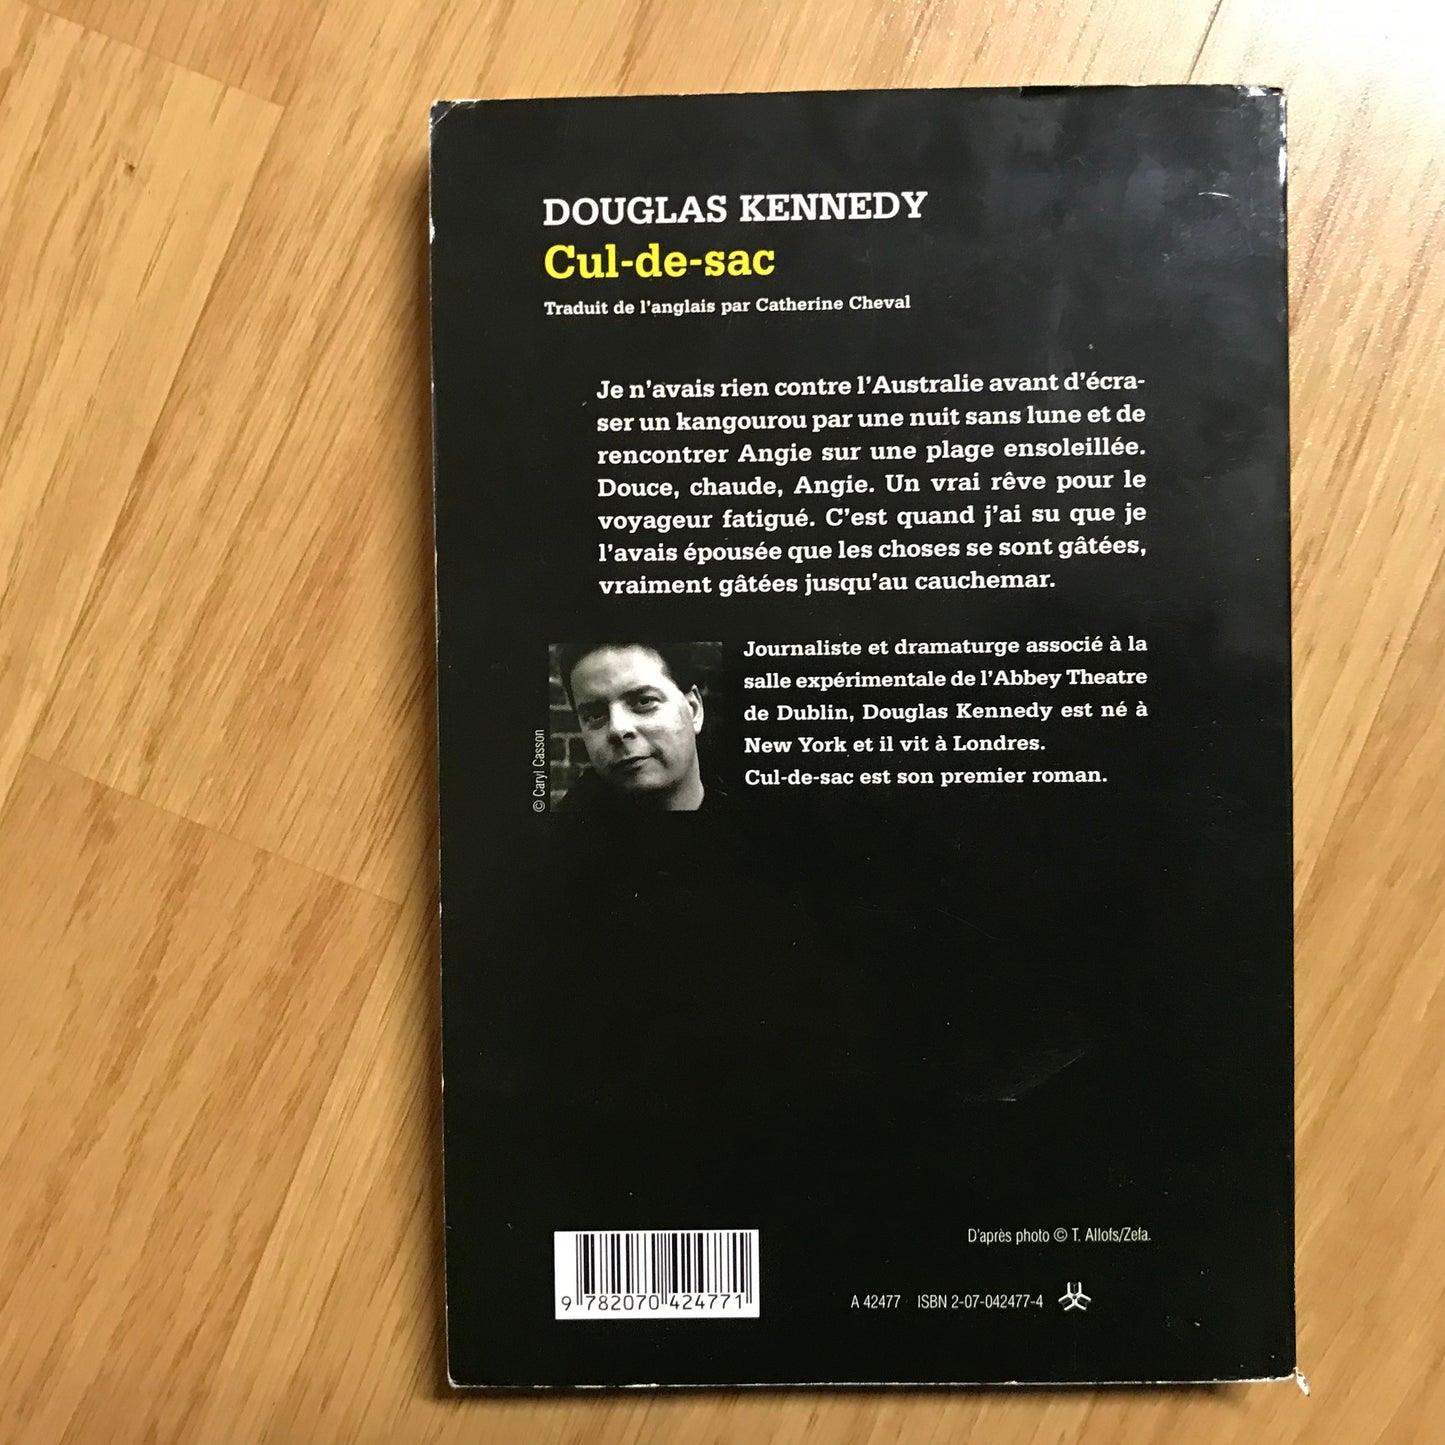 DOUGLAS KENNEDY
Cul-de-sac
Traduit de l'anglais par Catherine Cheval
Je n'avais rien contre l'Australie avant d'écra-
ser un kangourou par une nuit sans lune et de
rencontrer Angie sur une plage ensoleillée.
Douce, chaude, Angie. Un vrai rêve pour le
voyageur fatigué. C'est quand j'ai su que je
l'avais épousée que les choses se sont gâtées,
vraiment gâtées jusqu'au cauchemar.
© Caryl Casson
Journaliste et dramaturge associé à la
salle expérimentale de l'Abbey Theatre
de Dublin, Douglas Kennedy est né à
New York et il vit à Londres.
Cul-de-sac est son premier roman.
D'après photo © T. Allofs/Zefa.
9 782070 424771
A 42477 ISBN 2-07-042477-4